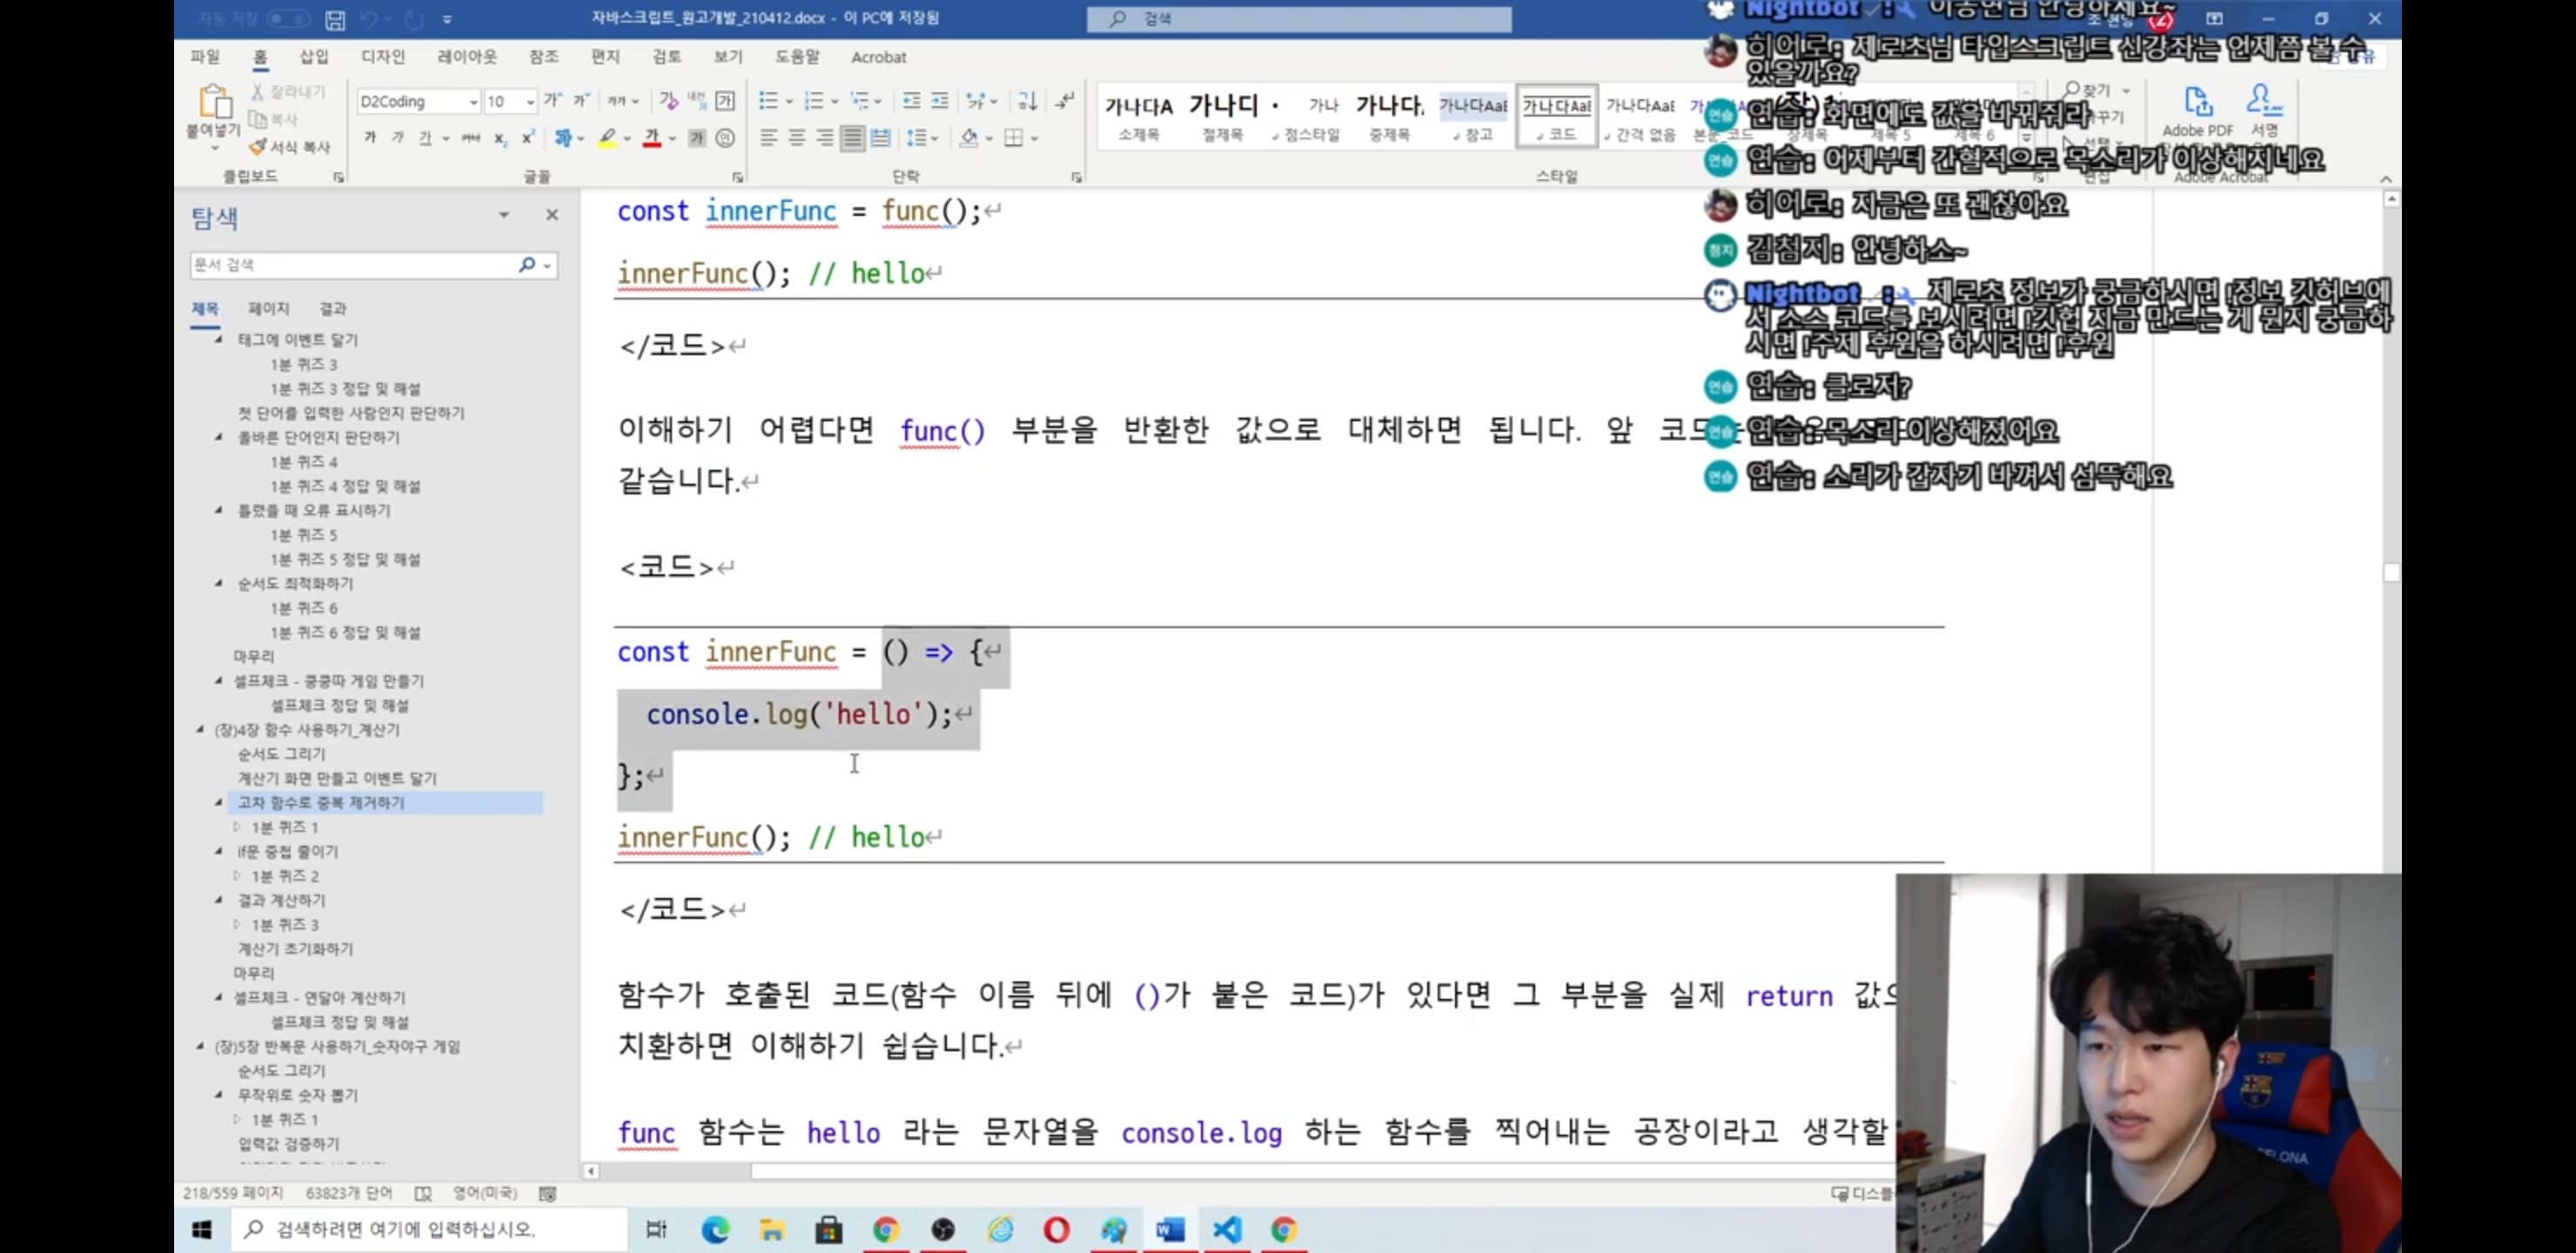 자동 저장
자바스크립트_원고개발_210412.docx - 이 PC에 저장됨
검색
파일 홈 삽입 디자인 레이아웃 참조 편지 검토 보기 도움말 Acrobat
붙여넣기
잘라내기
복사
서식 복사
클립보드
D2Coding 10
글꼴
단락
가나다A 가나디 가나 가나다, 가나다AaI 가나다AaI 가나다AaE
소제목 절제목 점스타일 중제목 참고 코드 간격 없음 본문_코드 상제목 제목 5 제목 6
스타일
찾기
바꾸기
선택
편집
Adobe PDF
서명
Adobe Acrobat
Nightbot : 이종현님 안녕하세요~
히어로: 제로초님 타입스크립트 신강좌는 언제쯤 볼 수
있을까요?
연습: 화면에도 값을 바꿔줘라
연습: 어제부터 간헐적으로 목소리가 이상해지네요
히어로: 지금은 또 괜찮아요
김첨지: 안녕하소~
Nightbot : 제로초 정보가 궁금하시면 !정보 깃허브에
서 소스 코드를 보시려면 !깃헙 지금 만드는 게 뭔지 궁금하
시면 !주제 후원을 하시려면 !후원
연습: 클로저?
연습: 목소리 이상해졌어요
연습: 소리가 갑자기 바껴서 섬뜩해요
탐색
문서 검색
제목 페이지 결과
태그에 이벤트 달기
1분 퀴즈 3
1분 퀴즈 3 정답 및 해설
첫 단어를 입력한 사람인지 판단하기
올바른 단어인지 판단하기
1분 퀴즈 4
1분 퀴즈 4 정답 및 해설
틀렸을 때 오류 표시하기
1분 퀴즈 5
1분 퀴즈 5 정답 및 해설
순서도 최적화하기
1분 퀴즈 6
1분 퀴즈 6 정답 및 해설
마무리
셀프체크 - 쿵쿵따 게임 만들기
셀프체크 정답 및 해설
(장)4장 함수 사용하기_계산기
순서도 그리기
계산기 화면 만들고 이벤트 달기
고차 함수로 중복 제거하기
1분 퀴즈 1
if문 중첩 줄이기
1분 퀴즈 2
결과 계산하기
1분 퀴즈 3
계산기 초기화하기
마무리
셀프체크 - 연달아 계산하기
셀프체크 정답 및 해설
(장)5장 반복문 사용하기_숫자야구 게임
순서도 그리기
무작위로 숫자 뽑기
1분 퀴즈 1
입력값 검증하기
const innerFunc = func();
innerFunc(); // hello
</코드>
이해하기 어렵다면 func() 부분을 반환한 값으로 대체하면 됩니다. 앞
같습니다.
<코드>
const innerFunc = () => {
console.log('hello');
};
innerFunc(); // hello
</코드>
함수가 호출된 코드(함수 이름 뒤에 ()가 붙은 코드)가 있다면 그 부분을 실제 return
치환하면 이해하기 쉽습니다.
func 함수는 hello 라는 문자열을 console.log 하는 함수를 찍어내는 공장이라고 생각할
218/559 페이지 63823개 단어 영어(미국)
검색하려면 여기에 입력하십시오.